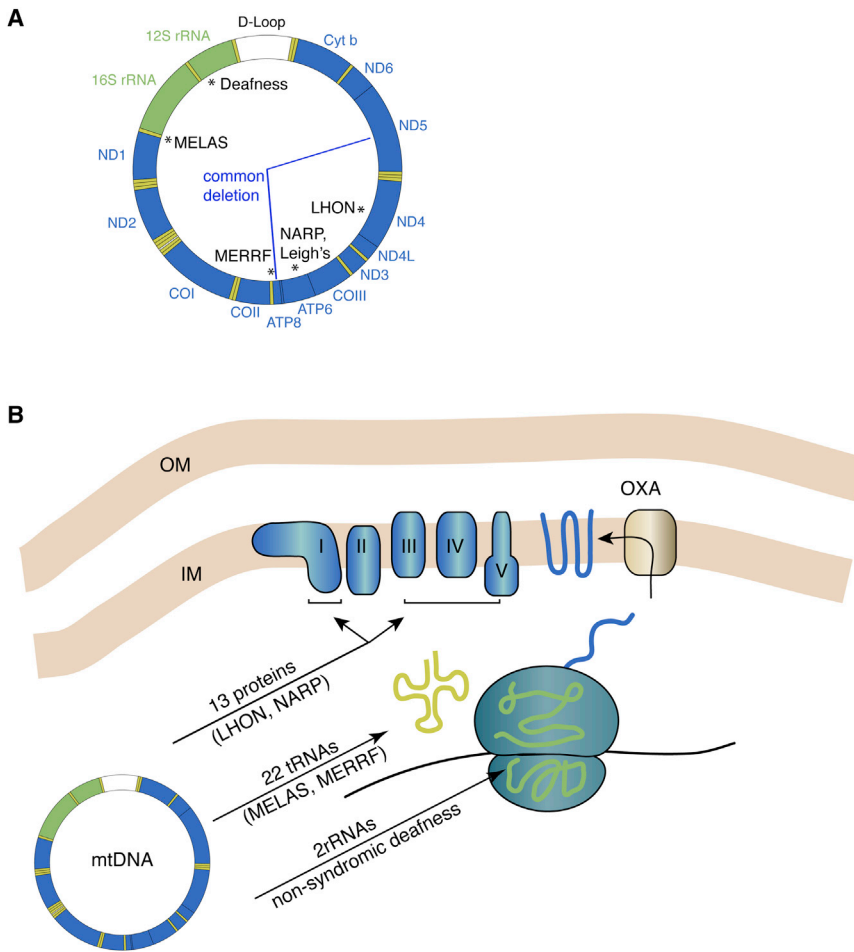 A
D-Loop
12S rRNA
Cyt b
ND6
16S rRNA
* Deafness
ND5
* MELAS
ND1
common
deletion
LHON *
ND4
ND2
NARP,
Leigh's
*
MERRF
*
ND4L
ND3
COI
COIII
COII
ATP6
ATP8
B
OM
OXA
I
II
III
IV
V
IM
13 proteins
(LHON, NARP)
22 tRNAs
(MELAS, MERRF)
2rRNAs
non-syndromic deafness
mtDNA